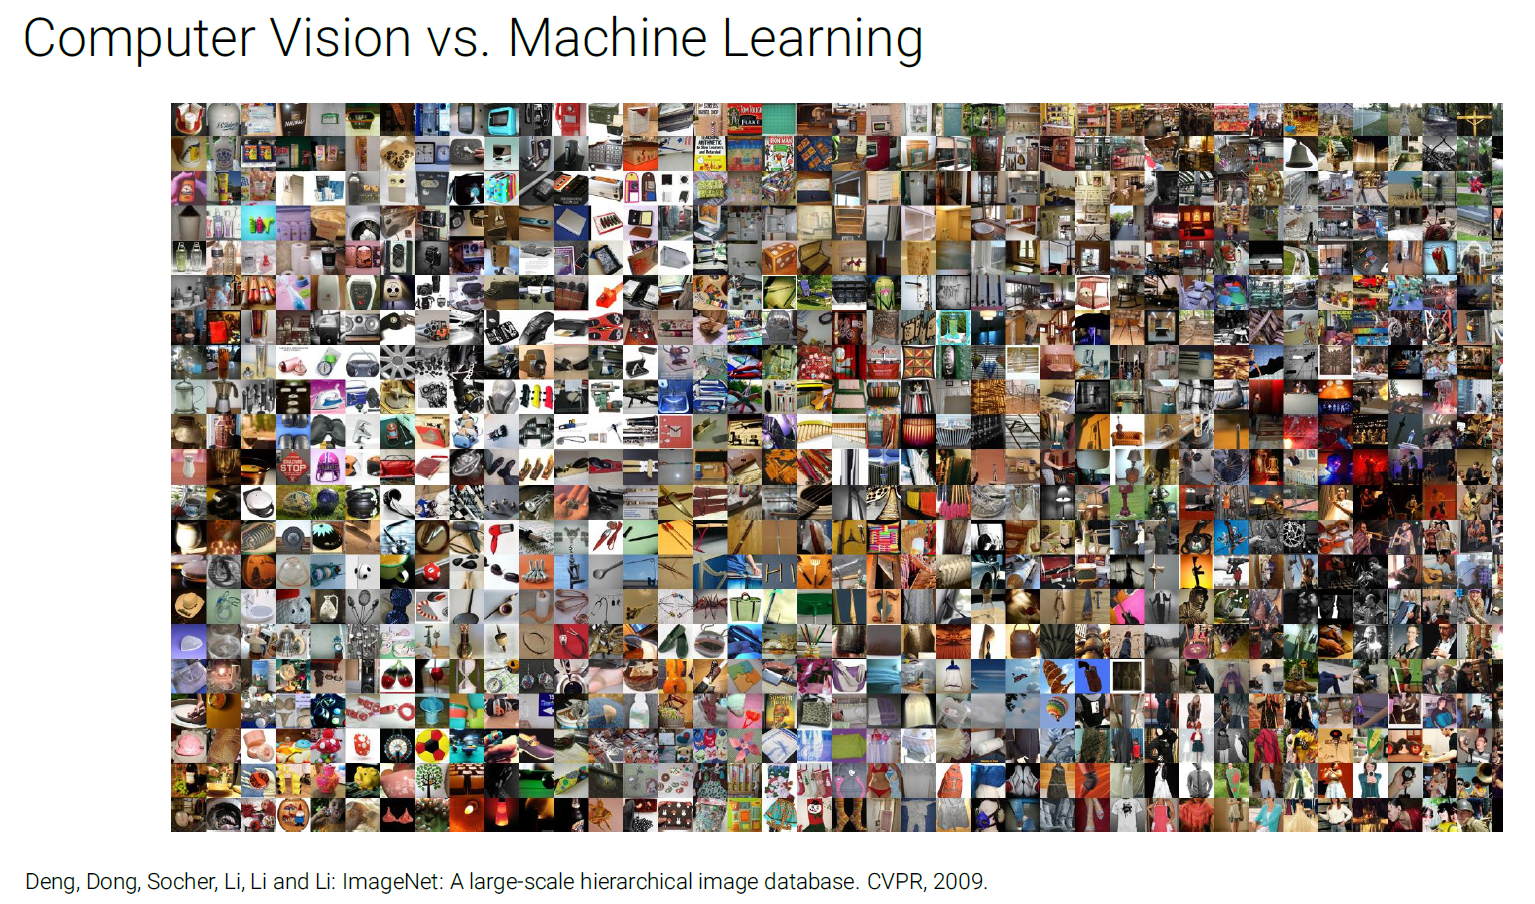 Computer Vision vs. Machine Learning
STOP
Deng, Dong, Socher, Li, Li and Li: ImageNet: A large-scale hierarchical image database. CVPR, 2009.